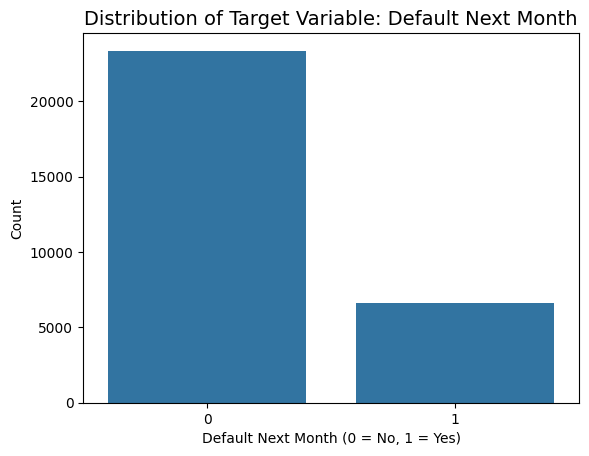 Distribution of Target Variable: Default Next Month
20000
15000
10000
5000
0
Count
0 1
Default Next Month (0 = No, 1 = Yes)